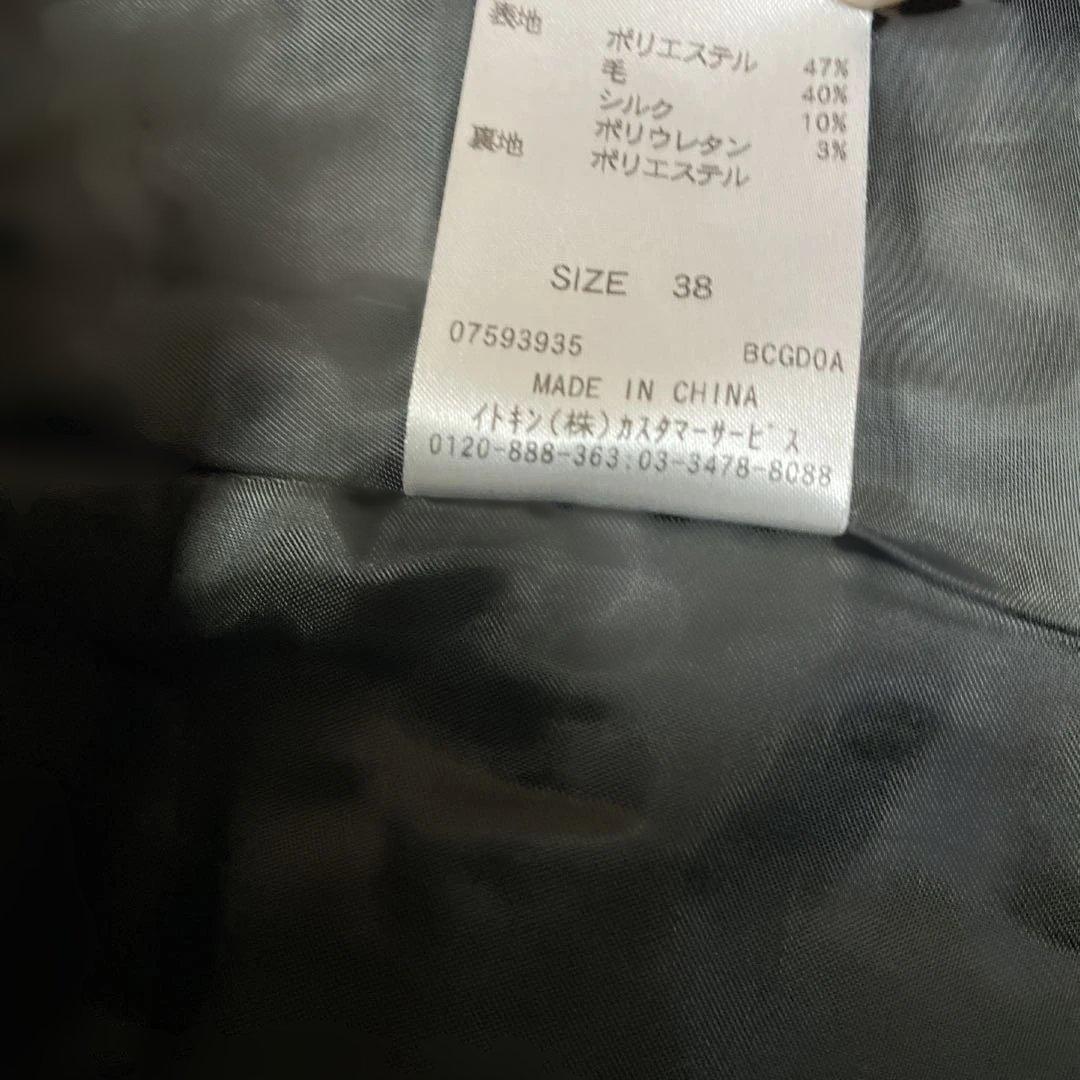 表地 ポリエステル 47%
毛 40%
シルク 10%
ポリウレタン 3%
裏地 ポリエステル
SIZE 38
07593935 BCGD0A
MADE IN CHINA
イトキン(株)カスタマーサービス
0120-888-363:03-3478-8088